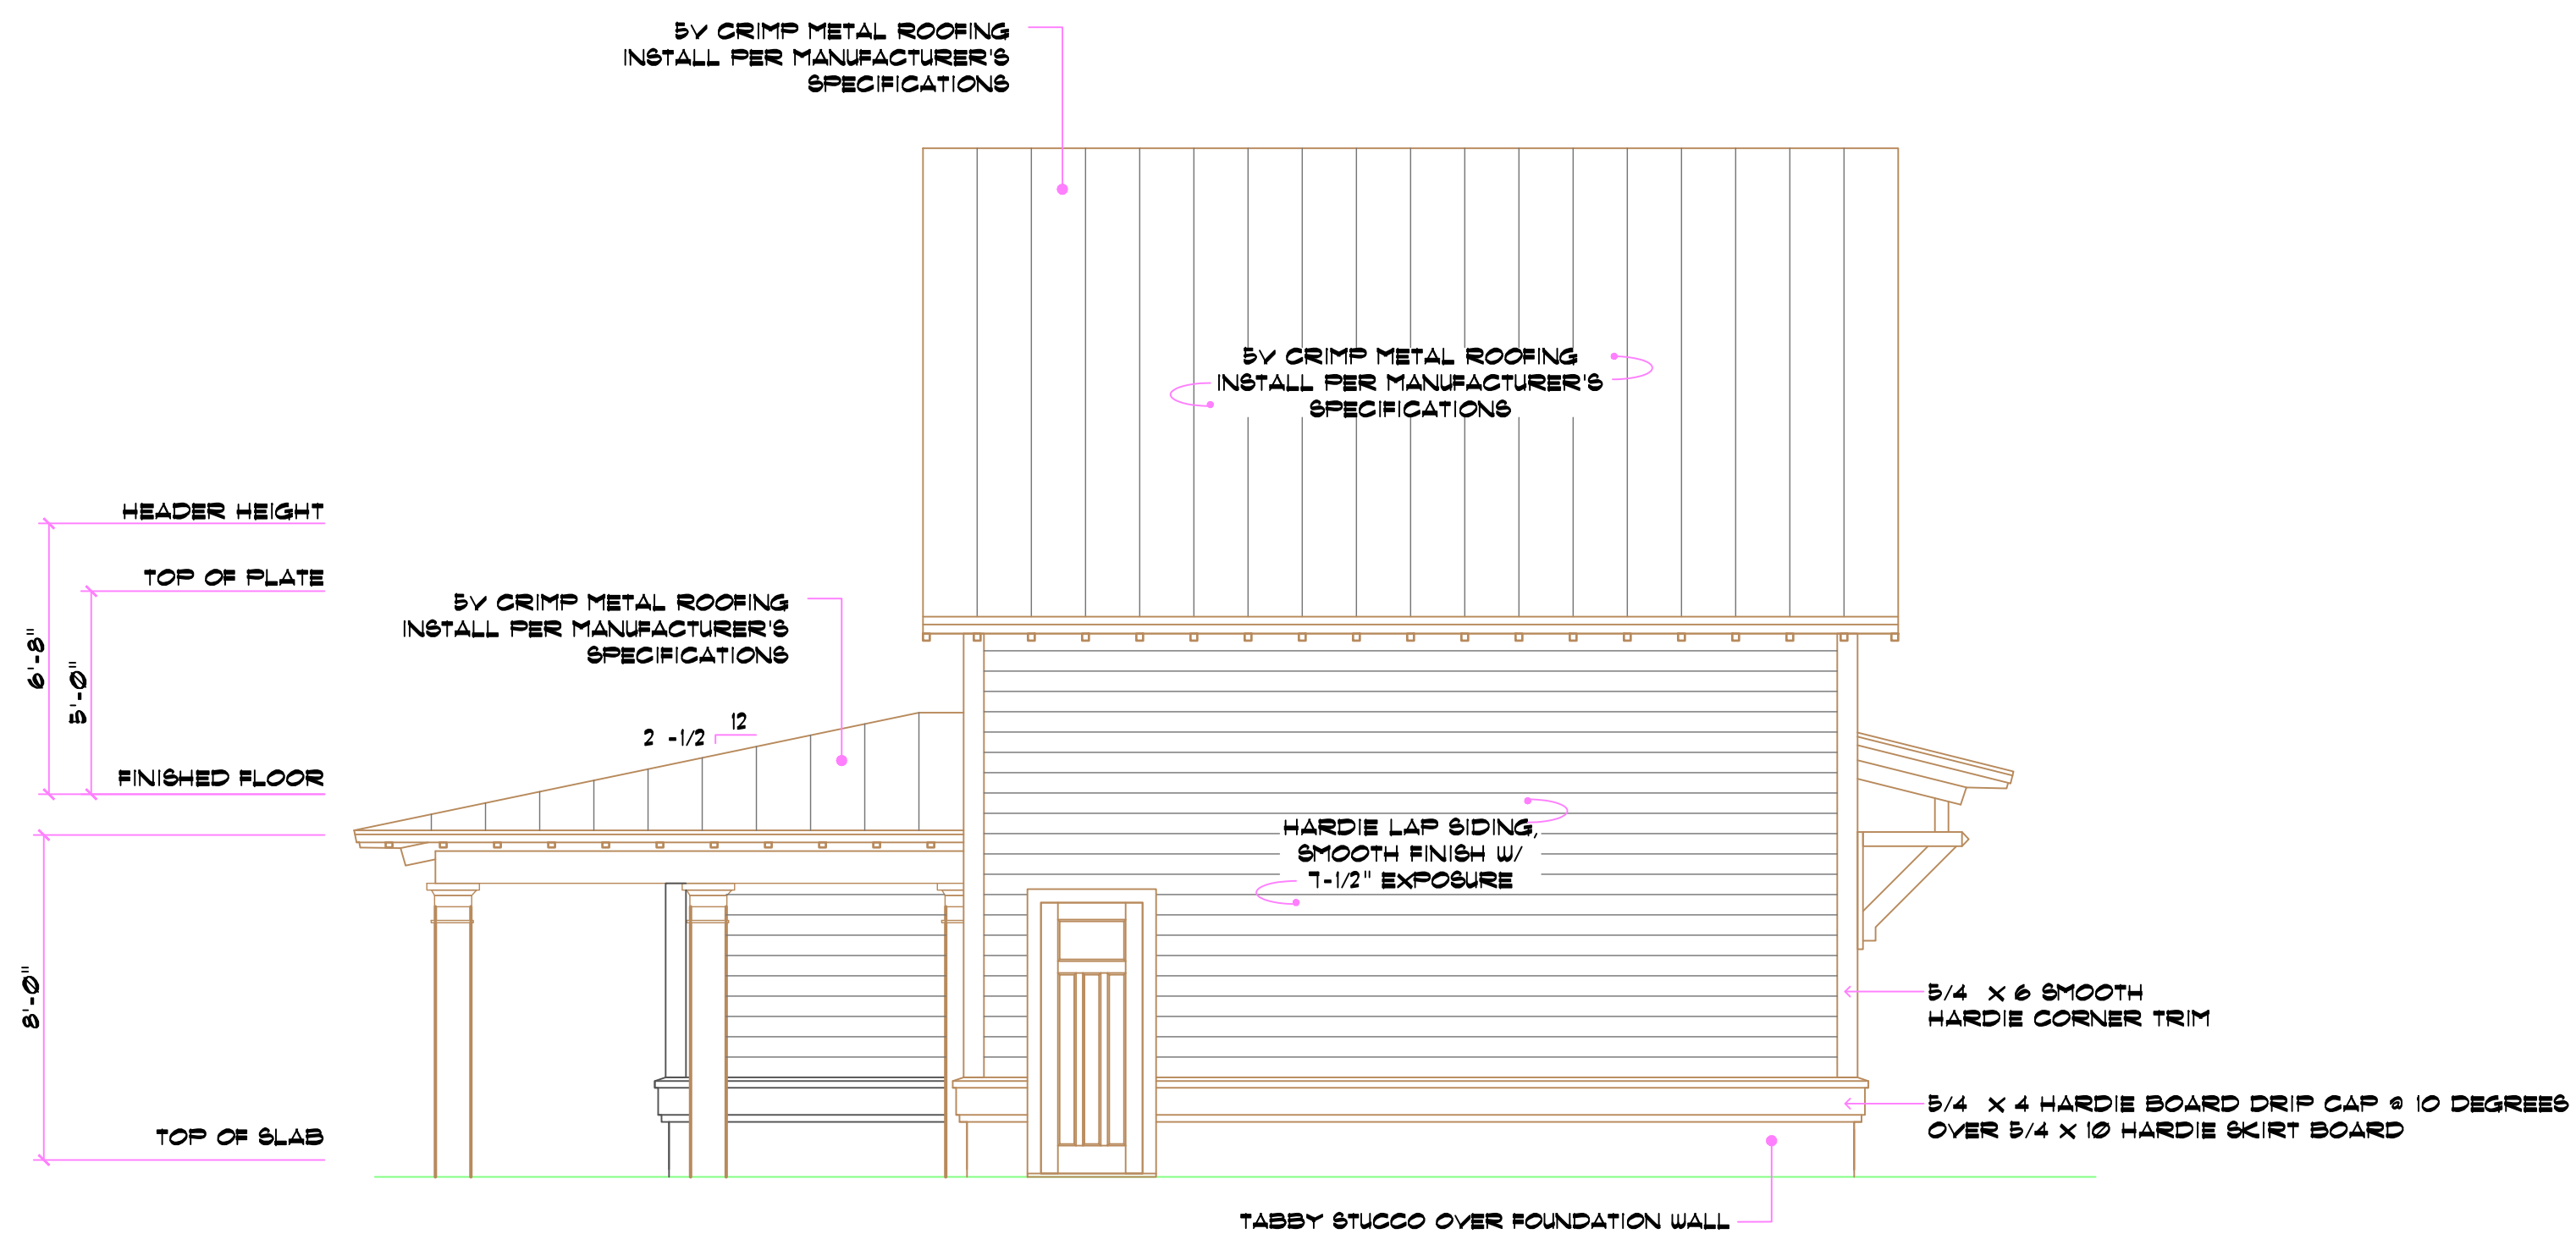 5V CRIMP METAL ROOFING
INSTALL PER MANUFACTURER'S
SPECIFICATIONS
5V CRIMP METAL ROOFING
INSTALL PER MANUFACTURER'S
SPECIFICATIONS
HEADER HEIGHT
TOP OF PLATE
6'-8"
5'-0"
5V CRIMP METAL ROOFING
INSTALL PER MANUFACTURER'S
SPECIFICATIONS
12
2 -1/2
FINISHED FLOOR
HARDIE LAP SIDING,
SMOOTH FINISH W/
7-1/2" EXPOSURE
8'-0"
5/4 X 6 SMOOTH
HARDIE CORNER TRIM
5/4 X 4 HARDIE BOARD DRIP CAP @ 10 DEGREES
OVER 5/4 X 10 HARDIE SKIRT BOARD
TOP OF SLAB
TABBY STUCCO OVER FOUNDATION WALL